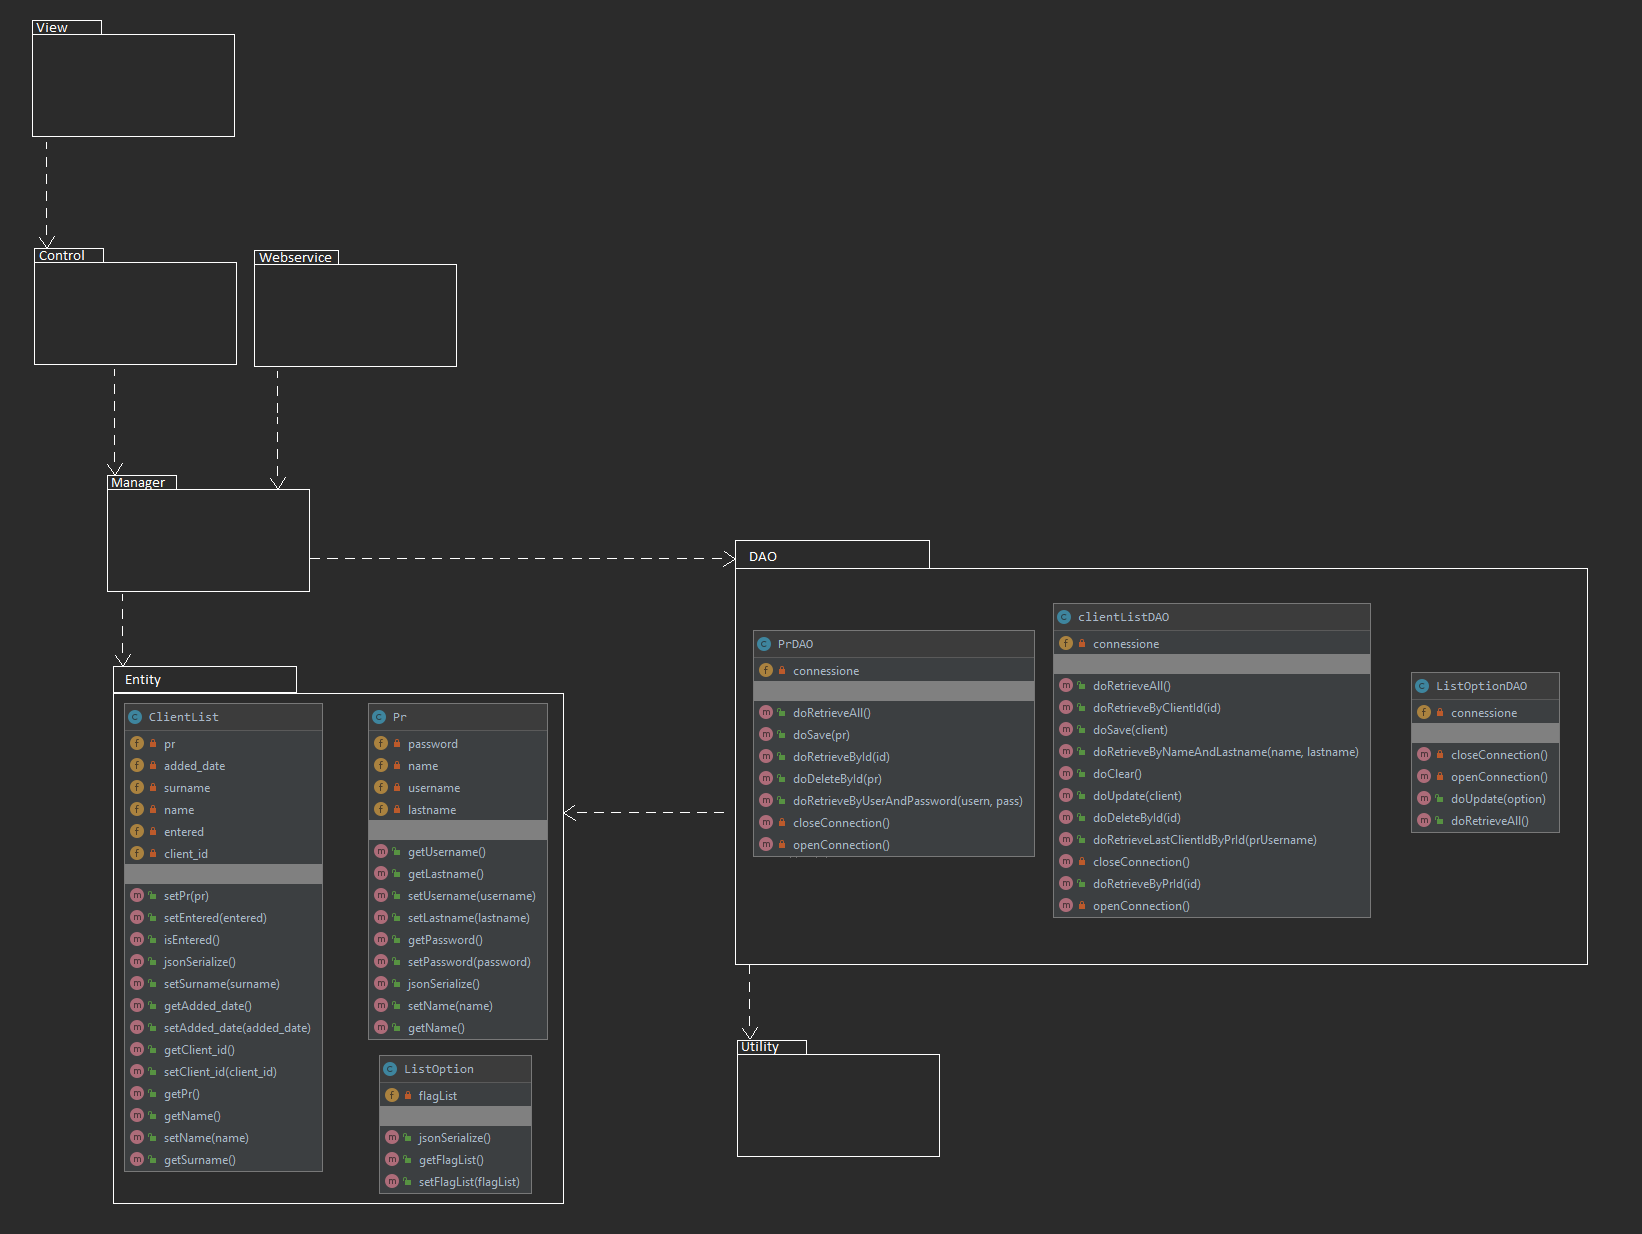 View
Control
Webservice
Manager
DAO
PrDAO
connessione
doRetrieveAll()
doSave(pr)
doRetrieveById(id)
doDeleteById(pr)
doRetrieveByUserAndPassword(usern, pass)
closeConnection()
openConnection()
clientListDAO
connessione
doRetrieveAll()
doRetrieveByClientId(id)
doSave(client)
doRetrieveByNameAndLastname(name, lastname)
doClear()
doUpdate(client)
doDeleteById(id)
doRetrieveLastClientIdByPrId(prUsername)
closeConnection()
doRetrieveByPrId(id)
openConnection()
ListOptionDAO
connessione
closeConnection()
openConnection()
doUpdate(option)
doRetrieveAll()
Entity
ClientList
pr
added_date
surname
name
entered
client_id
setPr(pr)
setEntered(entered)
isEntered()
jsonSerialize()
setSurname(surname)
getAdded_date()
setAdded_date(added_date)
getClient_id()
setClient_id(client_id)
getPr()
getName()
setName(name)
getSurname()
Pr
password
name
username
lastname
getUsername()
getLastname()
setUsername(username)
setLastname(lastname)
getPassword()
setPassword(password)
jsonSerialize()
setName(name)
getName()
ListOption
flagList
jsonSerialize()
getFlagList()
setFlagList(flagList)
Utility